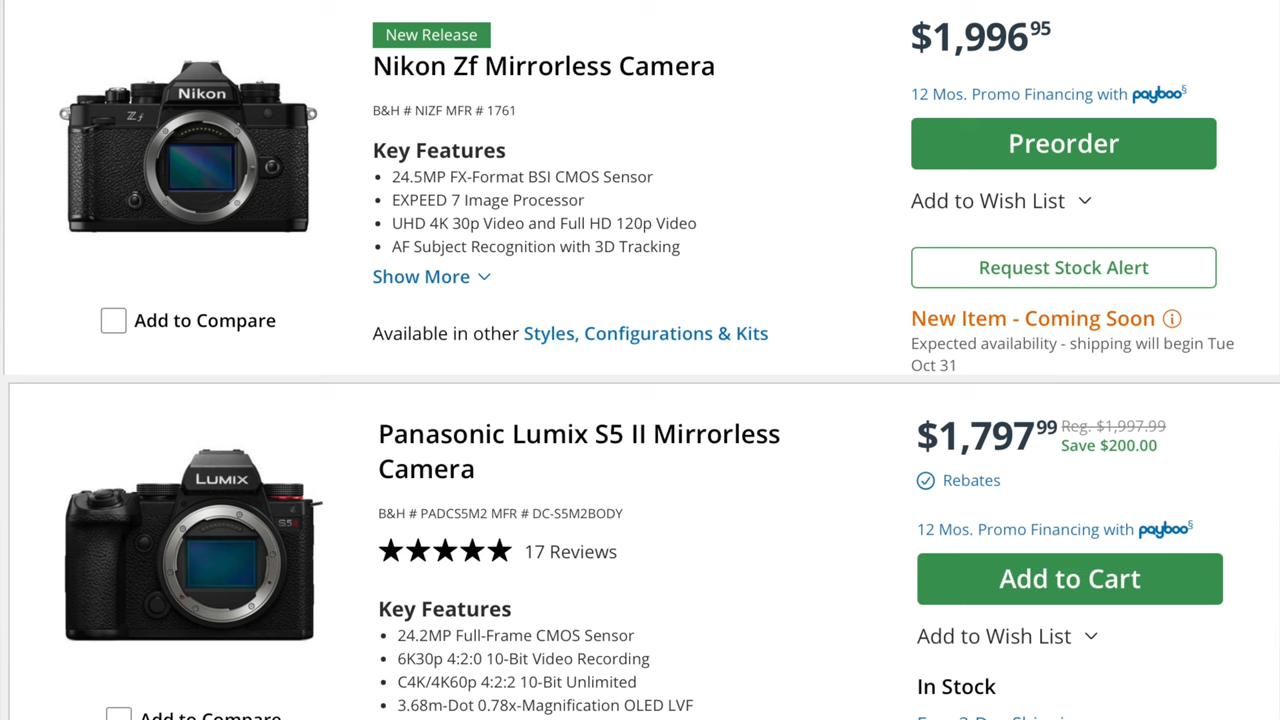 New Release
Nikon Zf Mirrorless Camera
B&H # NIZF MFR # 1761
Key Features
• 24.5MP FX-Format BSI CMOS Sensor
• EXPEED 7 Image Processor
• UHD 4K 30p Video and Full HD 120p Video
• AF Subject Recognition with 3D Tracking
Show More
Available in other Styles, Configurations & Kits
Nikon
Zf
Add to Compare
$1,996 95
12 Mos. Promo Financing with payboo§
Preorder
Add to Wish List
Request Stock Alert
New Item - Coming Soon
Expected availability - shipping will begin Tue
Oct 31
Panasonic Lumix S5 II Mirrorless
Camera
B&H # PADCS5M2 MFR # DC-S5M2BODY
17 Reviews
Key Features
• 24.2MP Full-Frame CMOS Sensor
• 6K30p 4:2:0 10-Bit Video Recording
• C4K/4K60p 4:2:2 10-Bit Unlimited
• 3.68m-Dot 0.78x-Magnification OLED LVF
LUMIX
S5II
Add to Compare
$1,797 99 Reg. $1,997.99
Save $200.00
Rebates
12 Mos. Promo Financing with payboo§
Add to Cart
Add to Wish List
In Stock